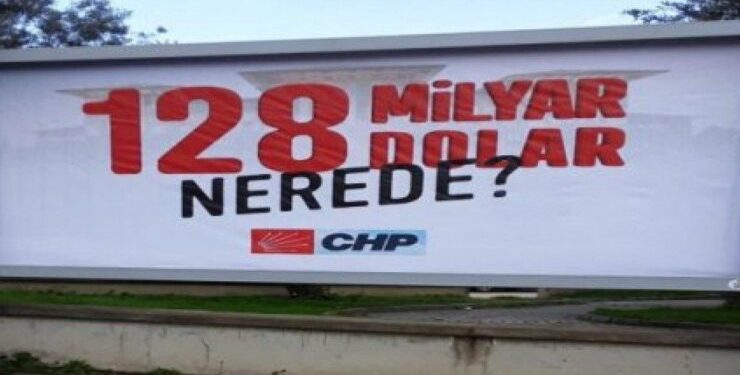 128 MİLYAR
DOLAR
NEREDE?
CHP